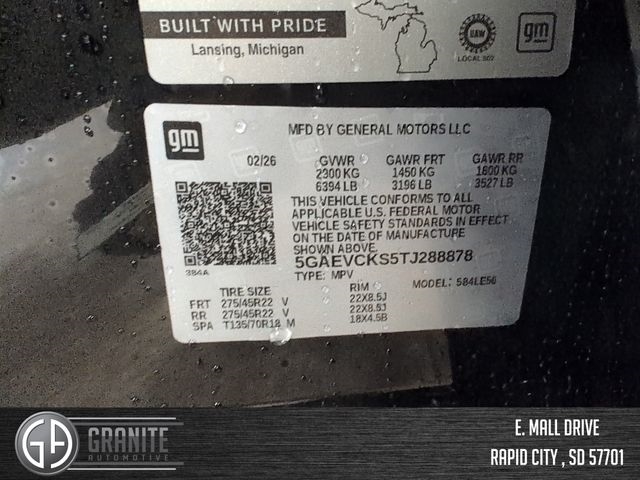 BUILT WITH PRIDE
Lansing, Michigan
UAW
LOCAL 602
gm
gm
MFD BY GENERAL MOTORS LLC
02/26 GVWR GAWR FRT GAWR RR
2300 KG 1450 KG 1600 KG
6394 LB 3196 LB 3527 LB
THIS VEHICLE CONFORMS TO ALL
APPLICABLE U.S. FEDERAL MOTOR
VEHICLE SAFETY STANDARDS IN EFFECT
ON THE DATE OF MANUFACTURE
SHOWN ABOVE.
384A
5GAEVCKS5TJ288878
TYPE: MPV MODEL: 584LE56
TIRE SIZE RIM
FRT 275/45R22 V 22X8.5J
RR 275/45R22 V 22X8.5J
SPA T135/70R18 M 18X4.5B
GA GRANITE
AUTOMOTIVE
E. MALL DRIVE
RAPID CITY , SD 57701